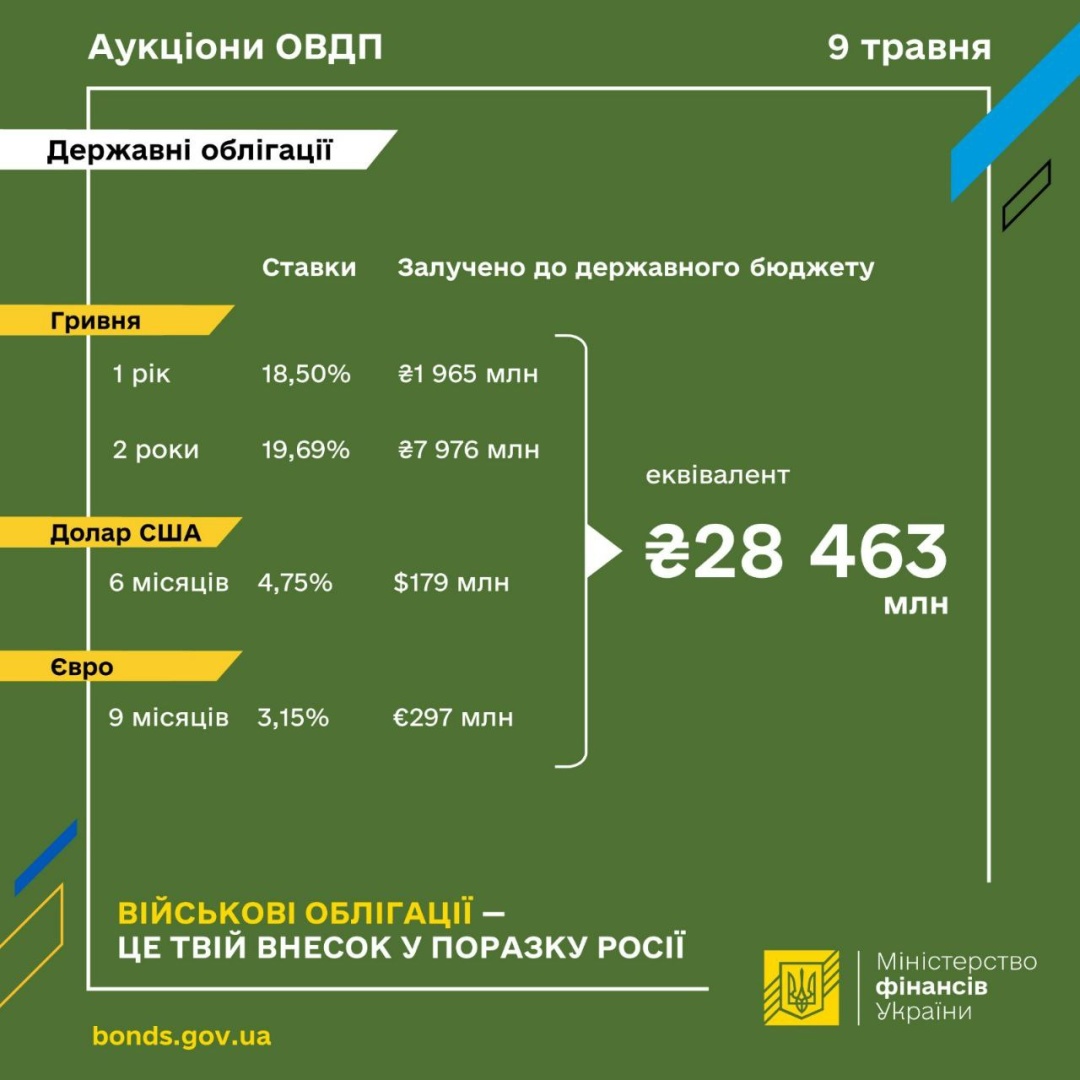 Аукціони ОВДП 9 травня
Державні облігації
Ставки Залучено до державного бюджету
Гривня
1 рік 18,50% ₴1 965 млн
2 роки 19,69% ₴7 976 млн
еквівалент
₴28 463
млн
Долар США
6 місяців 4,75% $179 млн
Євро
9 місяців 3,15% €297 млн
ВІЙСЬКОВІ ОБЛІГАЦІЇ –
ЦЕ ТВІЙ ВНЕСОК У ПОРАЗКУ РОСІЇ
Міністерство
фінансів
України
bonds.gov.ua